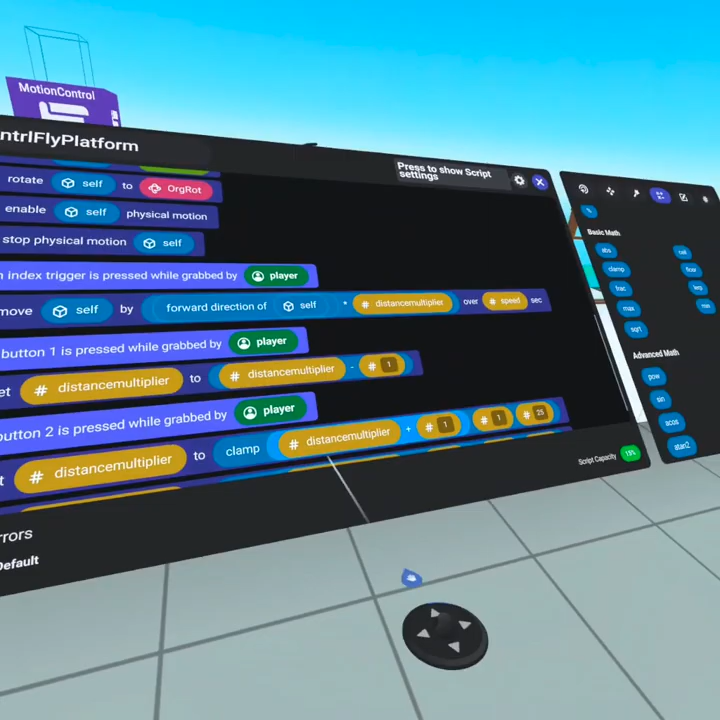 MotionControl
ntrlFlyPlatform
Press to show Script
settings
rotate self to OrgRot
enable self physical motion
stop physical motion self
n index trigger is pressed while grabbed by player
move self by forward direction of self * distancemultiplier over speed sec
button 1 is pressed while grabbed by player
et distancemultiplier to distancemultiplier - 1
button 2 is pressed while grabbed by player
t distancemultiplier to clamp distancemultiplier + 1 1 25
Script Capacity 15%
rrors
Default
Basic Math
abs
clamp
floor
frac
max
sqrt
Advanced Math
pow
sin
acos
atan2